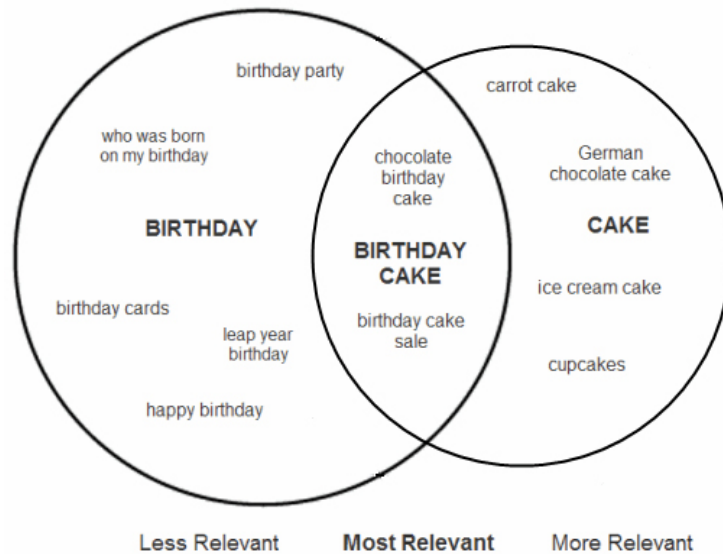 birthday party
carrot cake
who was born
on my birthday
chocolate
birthday
cake
German
chocolate cake
BIRTHDAY
BIRTHDAY
CAKE
CAKE
birthday cards
leap year
birthday
birthday cake
sale
ice cream cake
cupcakes
happy birthday
Less Relevant
Most Relevant
More Relevant